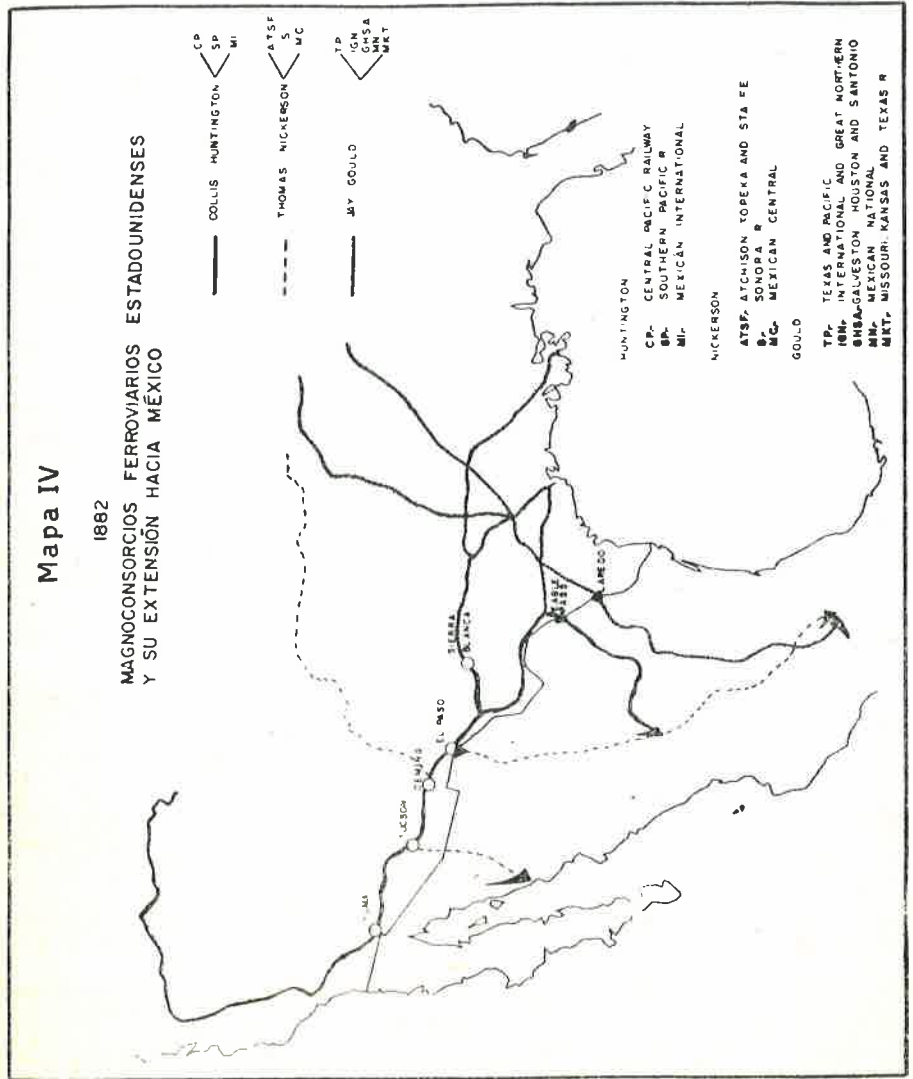 Mapa IV
1882
MAGNOCONSORCIOS FERROVIARIOS ESTADOUNIDENSES
Y SU EXTENSIÓN HACIA MÉXICO
COLLIS HUNTINGTON
CP
SP
MI
THOMAS NICKERSON
ATSF
S
MC
JAY GOULD
TP
IGN
GHSA
MN
MKT
TUCSON
DEMING
EL PASO
SIERRA
BLANCA
EAGLE
PASS
LAREDO
HUNTINGTON
CP.- CENTRAL PACIFIC RAILWAY
SP.- SOUTHERN PACIFIC R
MI.- MEXICÁN INTERNATIONAL
NICKERSON
ATSF.- ATCHISON TOPEKA AND STA FE
S.- SONORA R
MC.- MEXICAN CENTRAL
GOULD
TP.- TEXAS AND PACIFIC
IGN.- INTERNATIONAL AND GREAT NORTHERN
GHSA.- GALVESTON HOUSTON AND SANTONIO
MN.- MEXICAN NATIONAL
MKT.- MISSOURI KANSAS AND TEXAS R